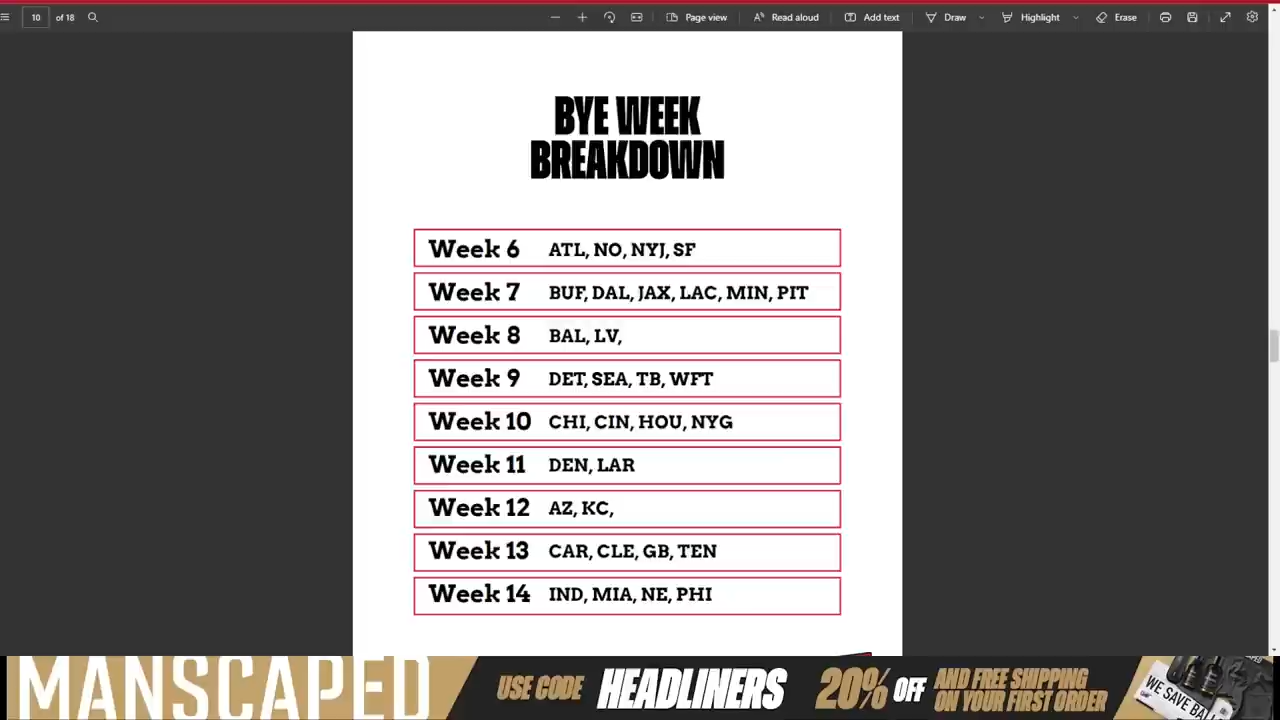 10 of 18 Page view Read aloud Add text Draw Highlight Erase
BYE WEEK
BREAKDOWN
Week 6 ATL, NO, NYJ, SF
Week 7 BUF, DAL, JAX, LAC, MIN, PIT
Week 8 BAL, LV,
Week 9 DET, SEA, TB, WFT
Week 10 CHI, CIN, HOU, NYG
Week 11 DEN, LAR
Week 12 AZ, KC,
Week 13 CAR, CLE, GB, TEN
Week 14 IND, MIA, NE, PHI
MANSCAPED USE CODE HEADLINERS 20% OFF AND FREE SHIPPING
ON YOUR FIRST ORDER
WE SAVE